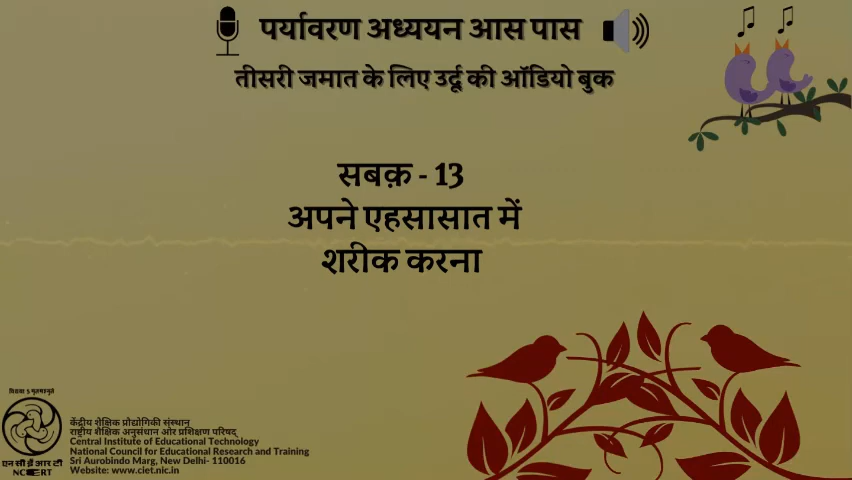 पर्यावरण अध्ययन आस पास
तीसरी जमात के लिए उर्दू की ऑडियो बुक
सबक़ - 13
अपने एहसासात में
शरीक करना
केंद्रीय शैक्षिक प्रौद्योगिकी संस्थान
राष्ट्रीय शैक्षिक अनुसंधान और प्रशिक्षण परिषद्
Central Institute of Educational Technology
National Council for Educational Research and Training
Sri Aurobindo Marg, New Delhi- 110016
Website: www.ciet.nic.in
एन सी ई आर टी
NCERT